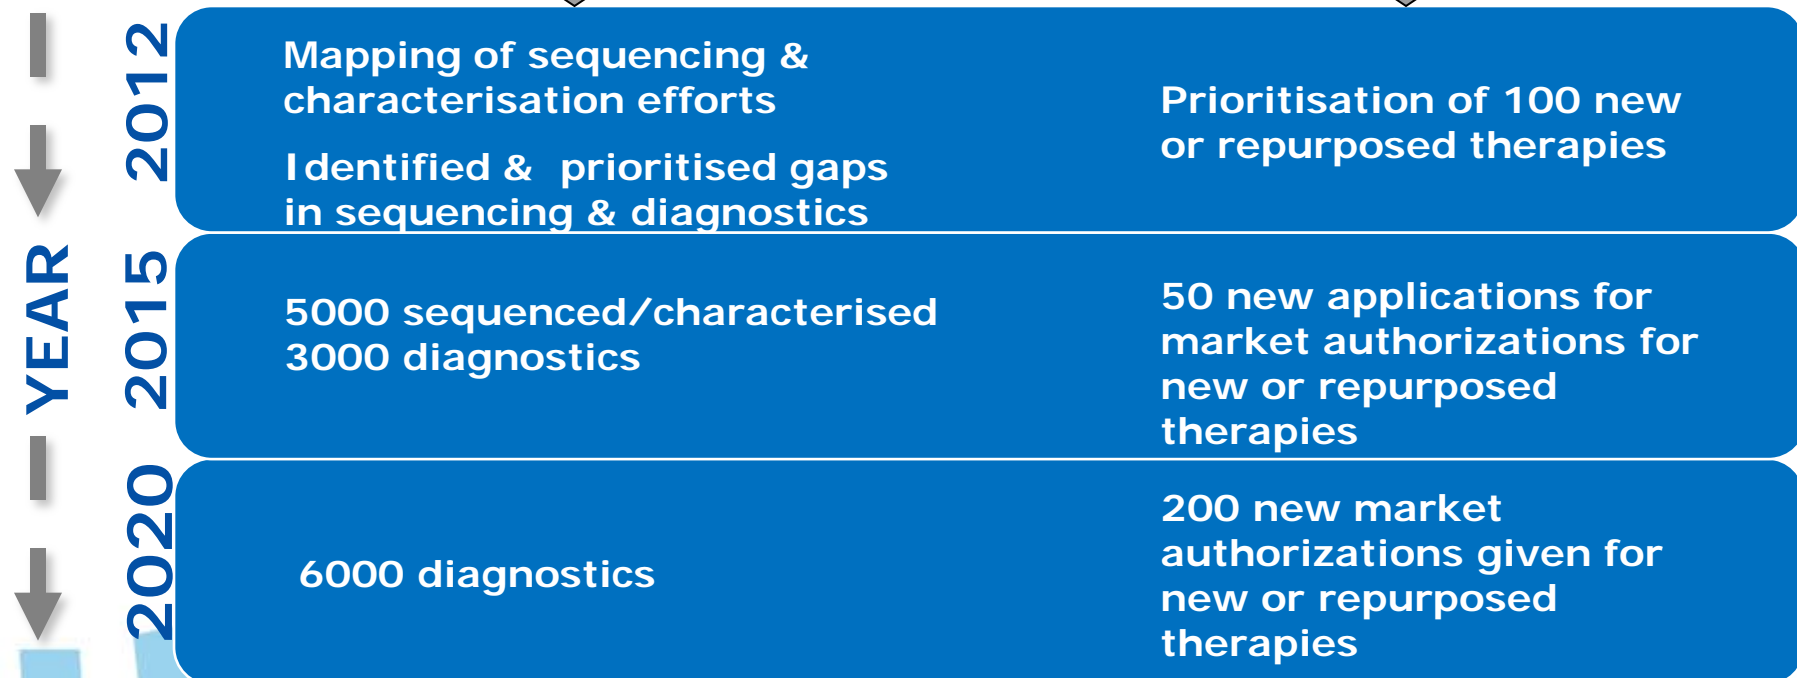 YEAR
2012
Mapping of sequencing &
characterisation efforts
Identified & prioritised gaps
in sequencing & diagnostics
Prioritisation of 100 new
or repurposed therapies
2015
5000 sequenced/characterised
3000 diagnostics
50 new applications for
market authorizations for
new or repurposed
therapies
2020
6000 diagnostics
200 new market
authorizations given for
new or repurposed
therapies